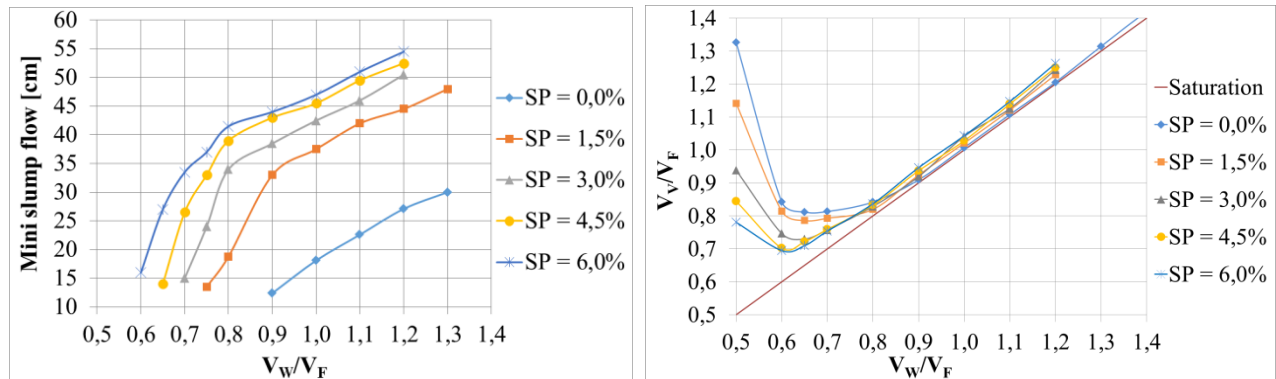 Mini slump flow [cm]
60
55
50
45
40
35
30
25
20
15
10
0,5 0,6 0,7 0,8 0,9 1,0 1,1 1,2 1,3 1,4
VW/VF
SP = 0,0%
SP = 1,5%
SP = 3,0%
SP = 4,5%
SP = 6,0%
VV/VF
1,4
1,3
1,2
1,1
1,0
0,9
0,8
0,7
0,6
0,5
0,5 0,6 0,7 0,8 0,9 1,0 1,1 1,2 1,3 1,4
VW/VF
Saturation
SP = 0,0%
SP = 1,5%
SP = 3,0%
SP = 4,5%
SP = 6,0%